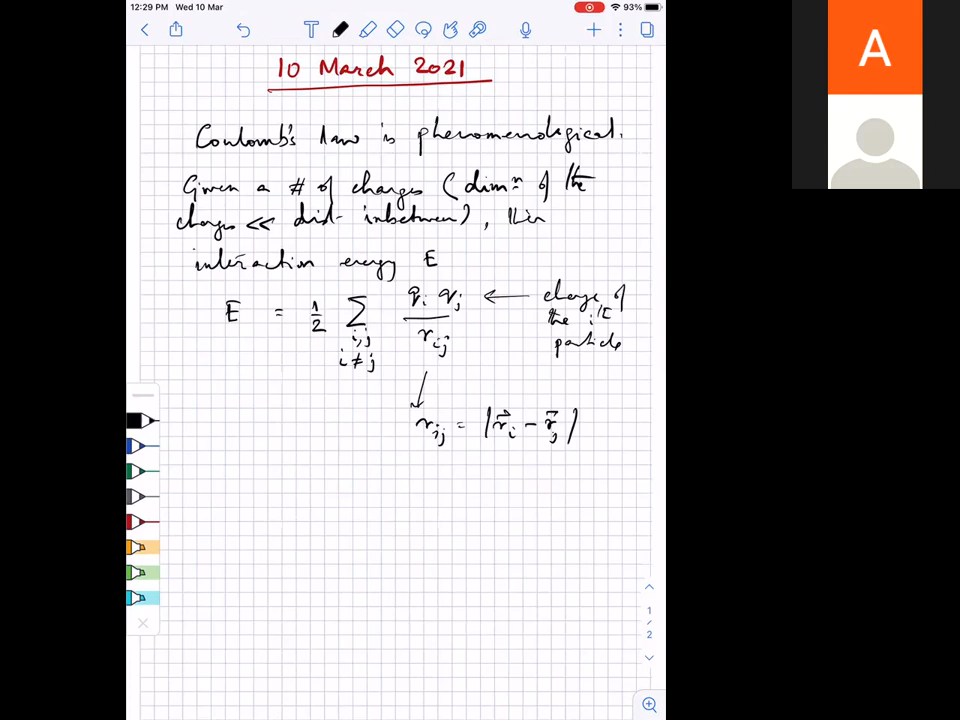 12:29 PM Wed 10 Mar
93%
A
10 March 2021
Coulomb's law is phenomenological.
Given a # of charges (dimⁿ of the
charges << dist- inbetween), their
interaction energy E
E = 1/2 ∑ i,j i≠j qᵢ qⱼ / rᵢⱼ ← charge of
the iᵗʰ
particle
rᵢⱼ = |r⃗ᵢ - r⃗ⱼ|
1
/
2